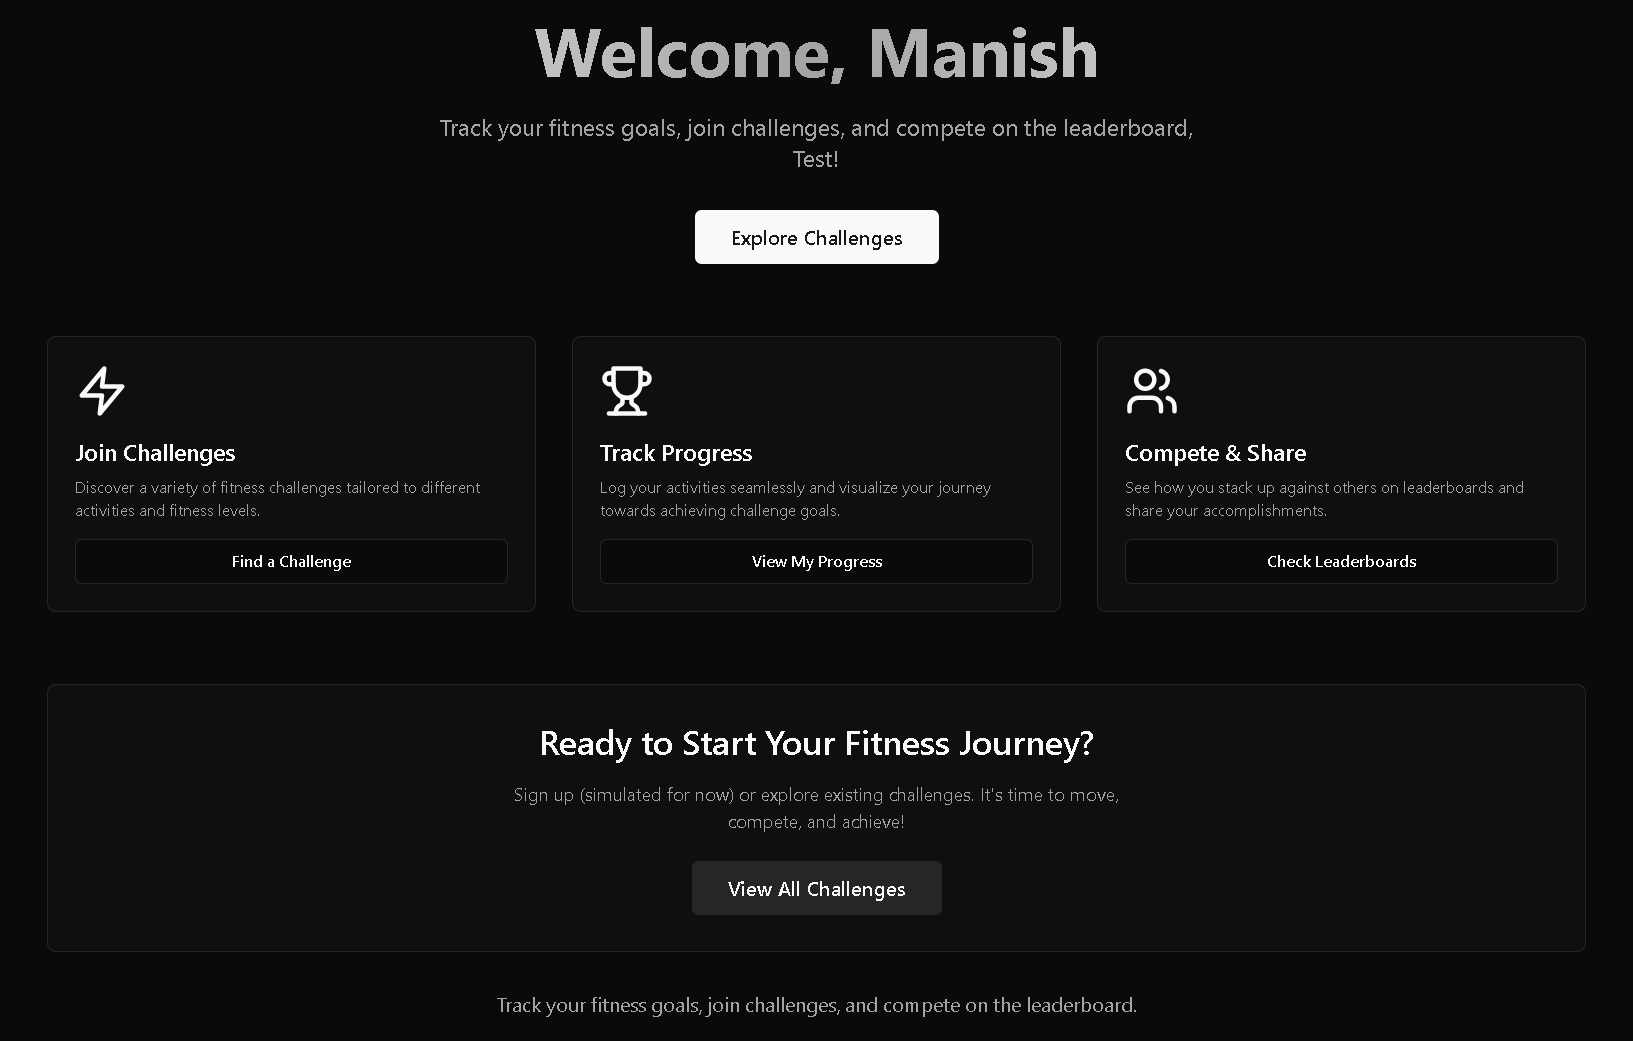 Welcome, Manish
Track your fitness goals, join challenges, and compete on the leaderboard,
Test!
Explore Challenges
Join Challenges
Discover a variety of fitness challenges tailored to different
activities and fitness levels.
Find a Challenge
Track Progress
Log your activities seamlessly and visualize your journey
towards achieving challenge goals.
View My Progress
Compete & Share
See how you stack up against others on leaderboards and
share your accomplishments.
Check Leaderboards
Ready to Start Your Fitness Journey?
Sign up (simulated for now) or explore existing challenges. It's time to move,
compete, and achieve!
View All Challenges
Track your fitness goals, join challenges, and compete on the leaderboard.